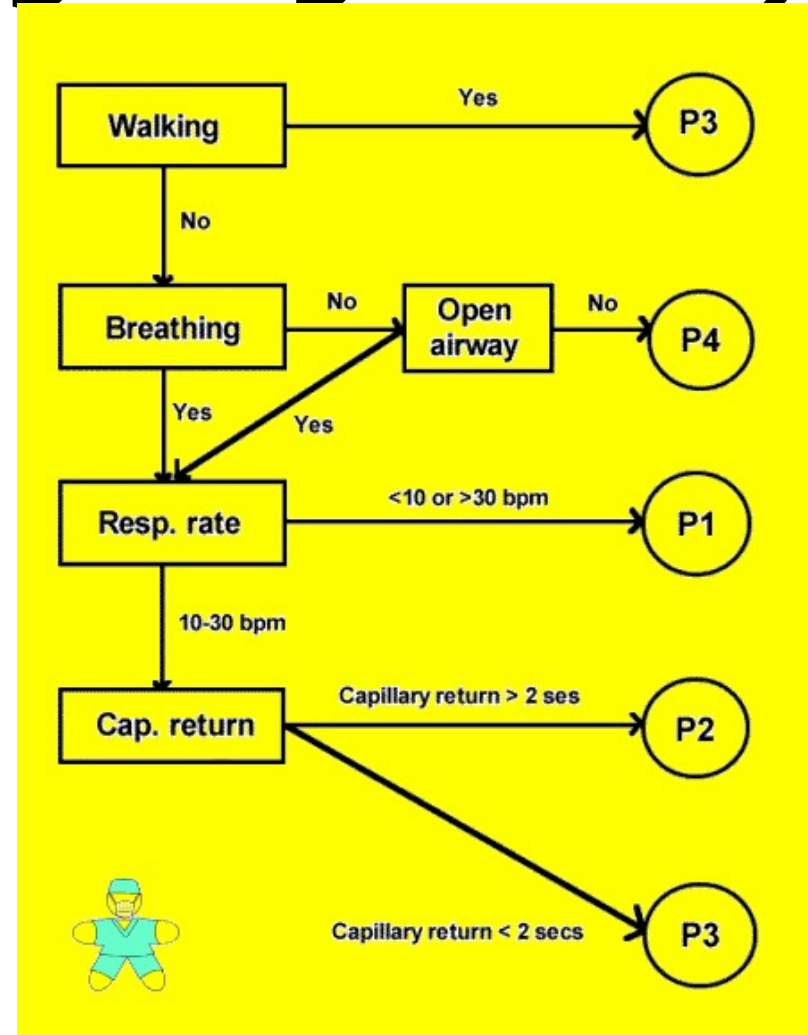 Walking
Yes
P3
No
Breathing
No
Open
airway
No
P4
Yes
Yes
Resp. rate
<10 or >30 bpm
P1
10-30 bpm
Cap. return
Capillary return > 2 ses
P2
Capillary return < 2 secs
P3